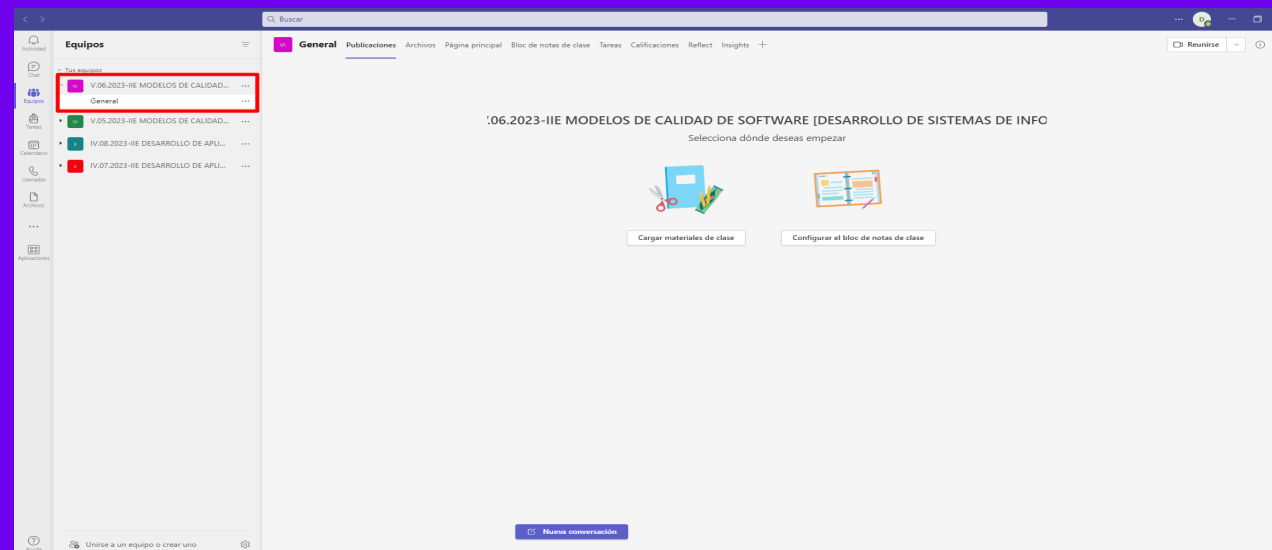 Buscar
D
Actividad
Chat
Equipos
Tareas
Calendario
Llamadas
Archivos
Aplicaciones
Ayuda
Equipos
Tus equipos
VI V.06.2023-IIE MODELOS DE CALIDAD... ...
General ...
VI V.05.2023-IIE MODELOS DE CALIDAD... ...
IV.08.2023-IIE DESARROLLO DE APLI... ...
IV.07.2023-IIE DESARROLLO DE APLI... ...
Unirse a un equipo o crear uno
VI General Publicaciones Archivos Página principal Bloc de notas de clase Tareas Calificaciones Reflect Insights +
Reunirse
.06.2023-IIE MODELOS DE CALIDAD DE SOFTWARE [DESARROLLO DE SISTEMAS DE INFO
Selecciona dónde deseas empezar
Cargar materiales de clase
Configurar el bloc de notas de clase
Nueva conversación